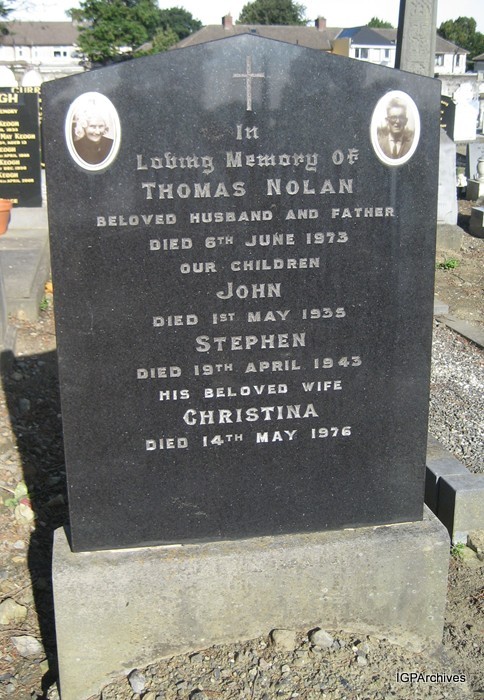 In
Loving Memory Of
THOMAS NOLAN
BELOVED HUSBAND AND FATHER
DIED 6TH JUNE 1973
OUR CHILDREN
JOHN
DIED 1ST MAY 1935
STEPHEN
DIED 19TH APRIL 1943
HIS BELOVED WIFE
CHRISTINA
DIED 14TH MAY 1976
IGPArchives